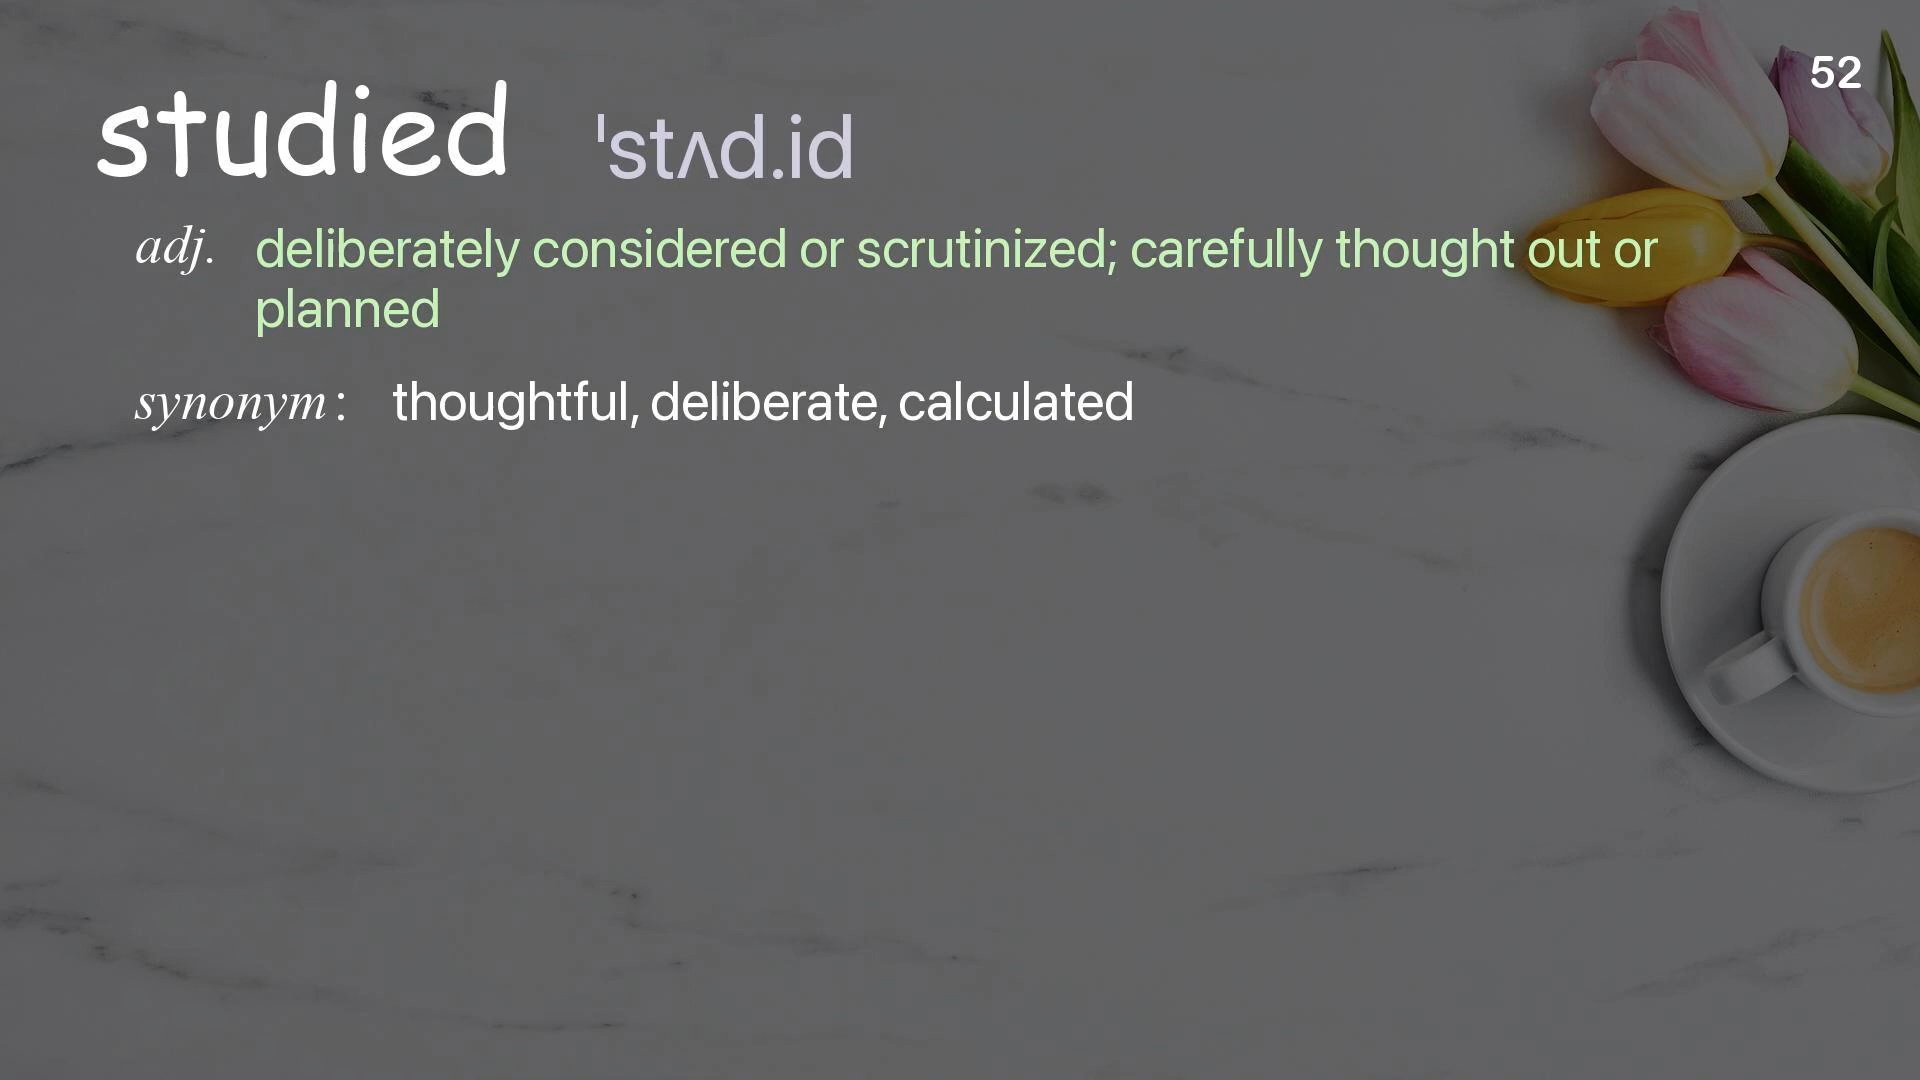 52
studied ˈstʌd.id
adj. deliberately considered or scrutinized; carefully thought out or
planned
synonym : thoughtful, deliberate, calculated